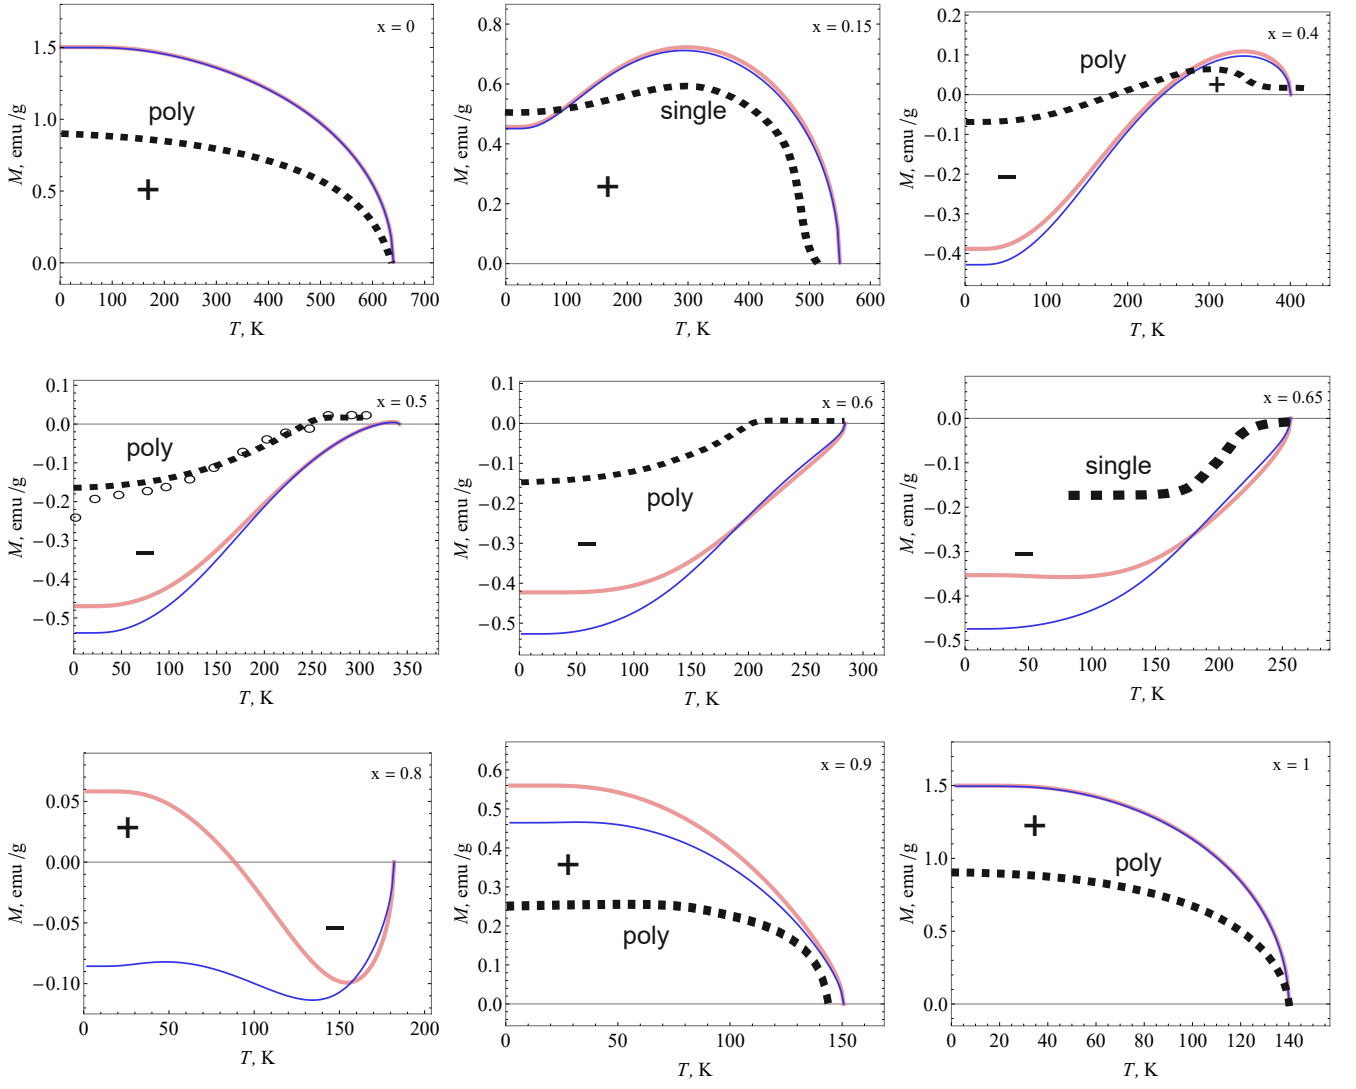 x = 0
M, emu /g
1.5
1.0
0.5
0.0
poly
+
0 100 200 300 400 500 600 700
T, K
x = 0.15
M, emu /g
0.8
0.6
0.4
0.2
0.0
single
+
0 100 200 300 400 500 600
T, K
x = 0.4
M, emu /g
0.2
0.1
0.0
−0.1
−0.2
−0.3
−0.4
poly
+
−
0 100 200 300 400
T, K
x = 0.5
M, emu /g
0.1
0.0
−0.1
−0.2
−0.3
−0.4
−0.5
poly
−
0 50 100 150 200 250 300 350
T, K
x = 0.6
M, emu /g
0.1
0.0
−0.1
−0.2
−0.3
−0.4
−0.5
poly
−
0 50 100 150 200 250 300
T, K
x = 0.65
M, emu /g
0.0
−0.1
−0.2
−0.3
−0.4
−0.5
single
−
0 50 100 150 200 250
T, K
x = 0.8
M, emu /g
0.05
0.00
−0.05
−0.10
+
−
0 50 100 150 200
T, K
x = 0.9
M, emu /g
0.6
0.5
0.4
0.3
0.2
0.1
0.0
+
poly
0 50 100 150
T, K
x = 1
M, emu /g
1.5
1.0
0.5
0.0
+
poly
0 20 40 60 80 100 120 140
T, K